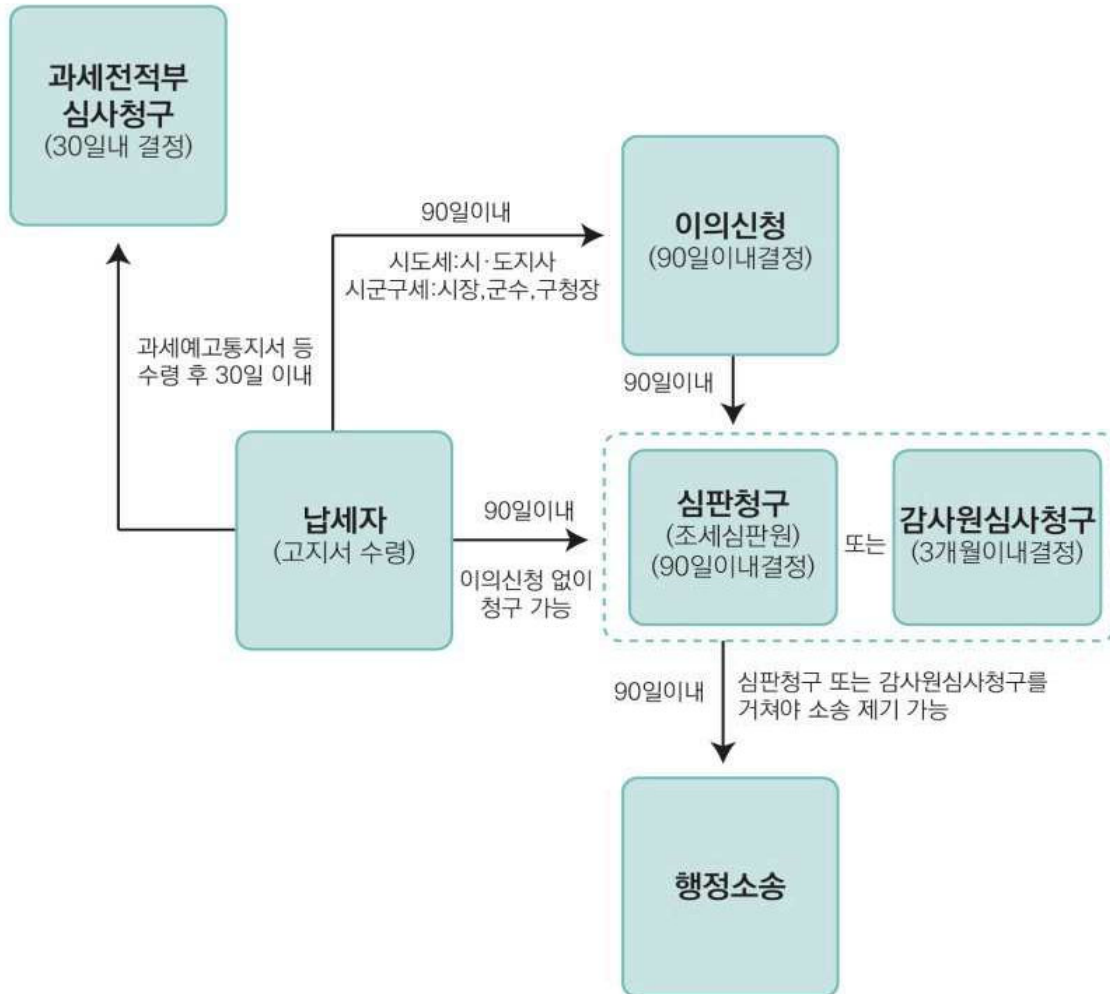 과세전적부
심사청구
(30일내 결정)
90일이내
시도세:시·도지사
시군구세:시장,군수,구청장
이의신청
(90일이내결정)
과세예고통지서 등
수령 후 30일 이내
90일이내
납세자
(고지서 수령)
90일이내
이의신청 없이
청구 가능
심판청구
(조세심판원)
(90일이내결정)
또는
감사원심사청구
(3개월이내결정)
90일이내
심판청구 또는 감사원심사청구를
거쳐야 소송 제기 가능
행정소송